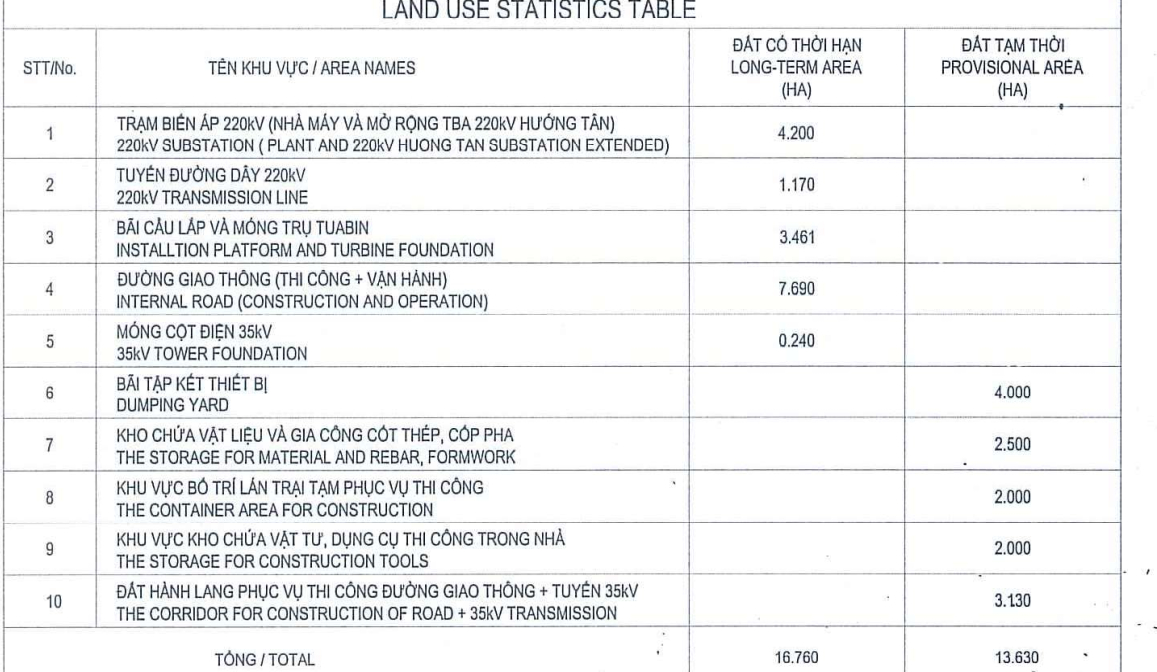 LAND USE STATISTICS TABLE
STT/No.
TÊN KHU VỰC / AREA NAMES
ĐẤT CÓ THỜI HẠN
LONG-TERM AREA
(HA)
ĐẤT TẠM THỜI
PROVISIONAL AREA
(HA)
1
TRẠM BIẾN ÁP 220kV (NHÀ MÁY VÀ MỞ RỘNG TBA 220kV HƯỚNG TÂN)
220kV SUBSTATION ( PLANT AND 220kV HUONG TAN SUBSTATION EXTENDED)
4.200
2
TUYẾN ĐƯỜNG DÂY 220kV
220kV TRANSMISSION LINE
1.170
3
BÃI CẨU LẮP VÀ MÓNG TRỤ TUABIN
INSTALLTION PLATFORM AND TURBINE FOUNDATION
3.461
4
ĐƯỜNG GIAO THÔNG (THI CÔNG + VẬN HÀNH)
INTERNAL ROAD (CONSTRUCTION AND OPERATION)
7.690
5
MÓNG CỘT ĐIỆN 35kV
35kV TOWER FOUNDATION
0.240
6
BÃI TẬP KẾT THIẾT BỊ
DUMPING YARD
4.000
7
KHO CHỨA VẬT LIỆU VÀ GIA CÔNG CỐT THÉP, CỐP PHA
THE STORAGE FOR MATERIAL AND REBAR, FORMWORK
2.500
8
KHU VỰC BỐ TRÍ LÁN TRẠI TẠM PHỤC VỤ THI CÔNG
THE CONTAINER AREA FOR CONSTRUCTION
2.000
9
KHU VỰC KHO CHỨA VẬT TƯ, DỤNG CỤ THI CÔNG TRONG NHÀ
THE STORAGE FOR CONSTRUCTION TOOLS
2.000
10
ĐẤT HÀNH LANG PHỤC VỤ THI CÔNG ĐƯỜNG GIAO THÔNG + TUYẾN 35kV
THE CORRIDOR FOR CONSTRUCTION OF ROAD + 35kV TRANSMISSION
3.130
TỔNG / TOTAL
16.760
13.630